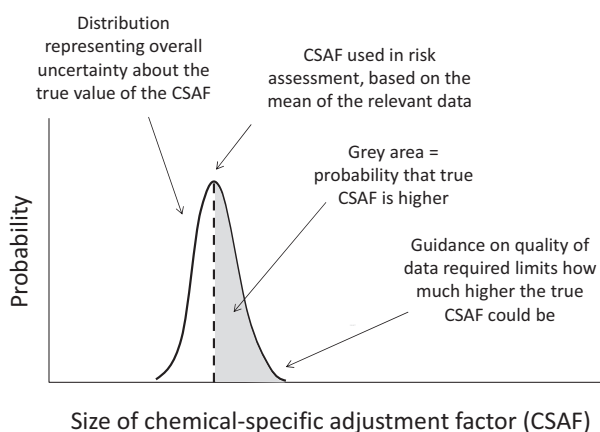 Distribution
representing overall
uncertainty about the
true value of the CSAF
CSAF used in risk
assessment, based on the
mean of the relevant data
Grey area =
probability that true
CSAF is higher
Guidance on quality of
data required limits how
much higher the true
CSAF could be
Probability
Size of chemical-specific adjustment factor (CSAF)